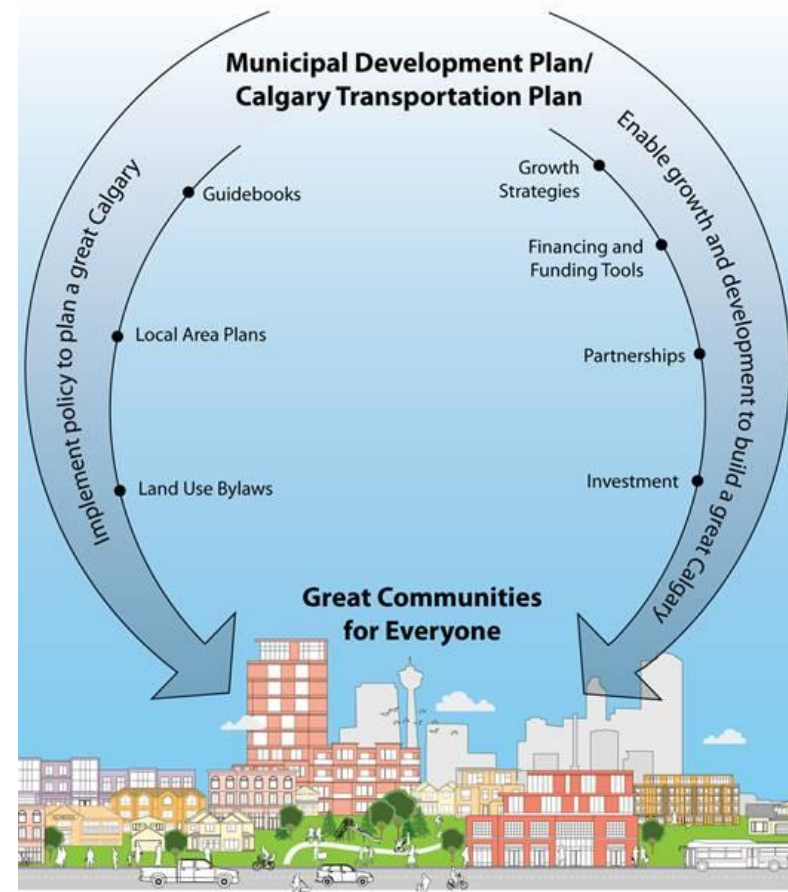 Municipal Development Plan/
Calgary Transportation Plan
Implement policy to plan a great Calgary
Guidebooks
Local Area Plans
Land Use Bylaws
Enable growth and development to build a great Calgary
Growth
Strategies
Financing and
Funding Tools
Partnerships
Investment
Great Communities
for Everyone
SCHOOL